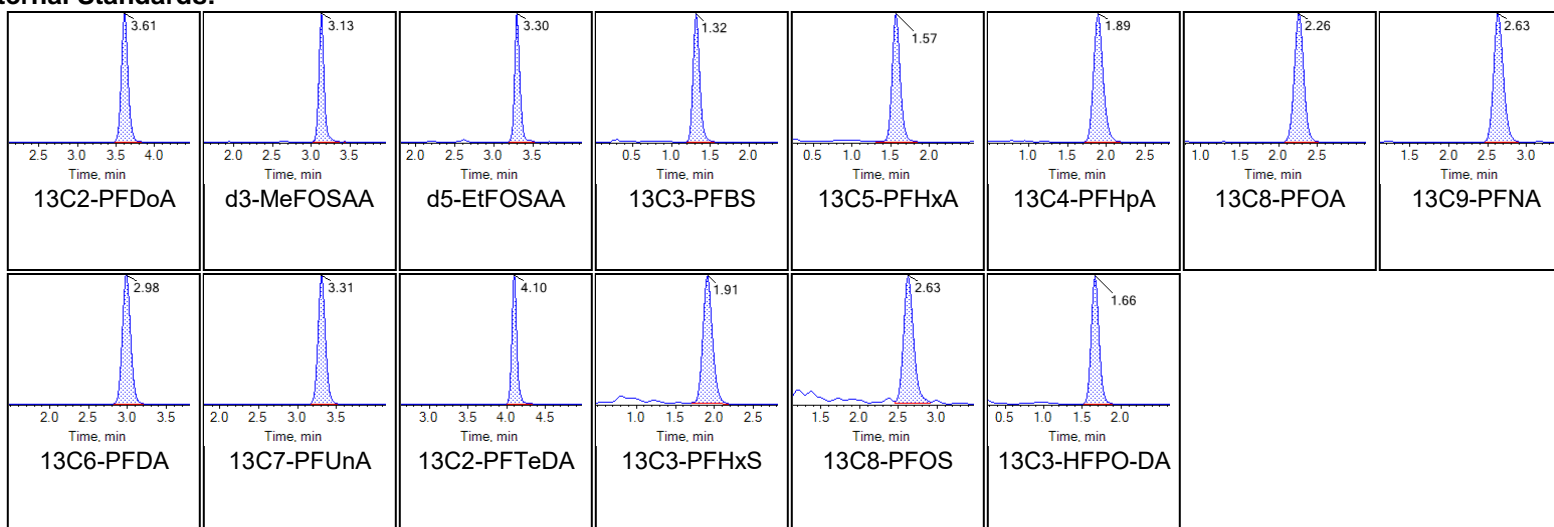 ternal Standards:
3.61
2.5 3.0 3.5 4.0
Time, min
13C2-PFDoA
3.13
2.0 2.5 3.0 3.5
Time, min
d3-MeFOSAA
3.30
2.0 2.5 3.0 3.5
Time, min
d5-EtFOSAA
1.32
0.5 1.0 1.5 2.0
Time, min
13C3-PFBS
1.57
0.5 1.0 1.5 2.0
Time, min
13C5-PFHxA
1.89
1.0 1.5 2.0 2.5
Time, min
13C4-PFHpA
2.26
1.0 1.5 2.0 2.5
Time, min
13C8-PFOA
2.63
1.5 2.0 2.5 3.0
Time, min
13C9-PFNA
2.98
2.0 2.5 3.0 3.5
Time, min
13C6-PFDA
3.31
2.0 2.5 3.0 3.5
Time, min
13C7-PFUnA
4.10
3.0 3.5 4.0 4.5
Time, min
13C2-PFTeDA
1.91
1.0 1.5 2.0 2.5
Time, min
13C3-PFHxS
2.63
1.5 2.0 2.5 3.0
Time, min
13C8-PFOS
1.66
0.5 1.0 1.5 2.0
Time, min
13C3-HFPO-DA